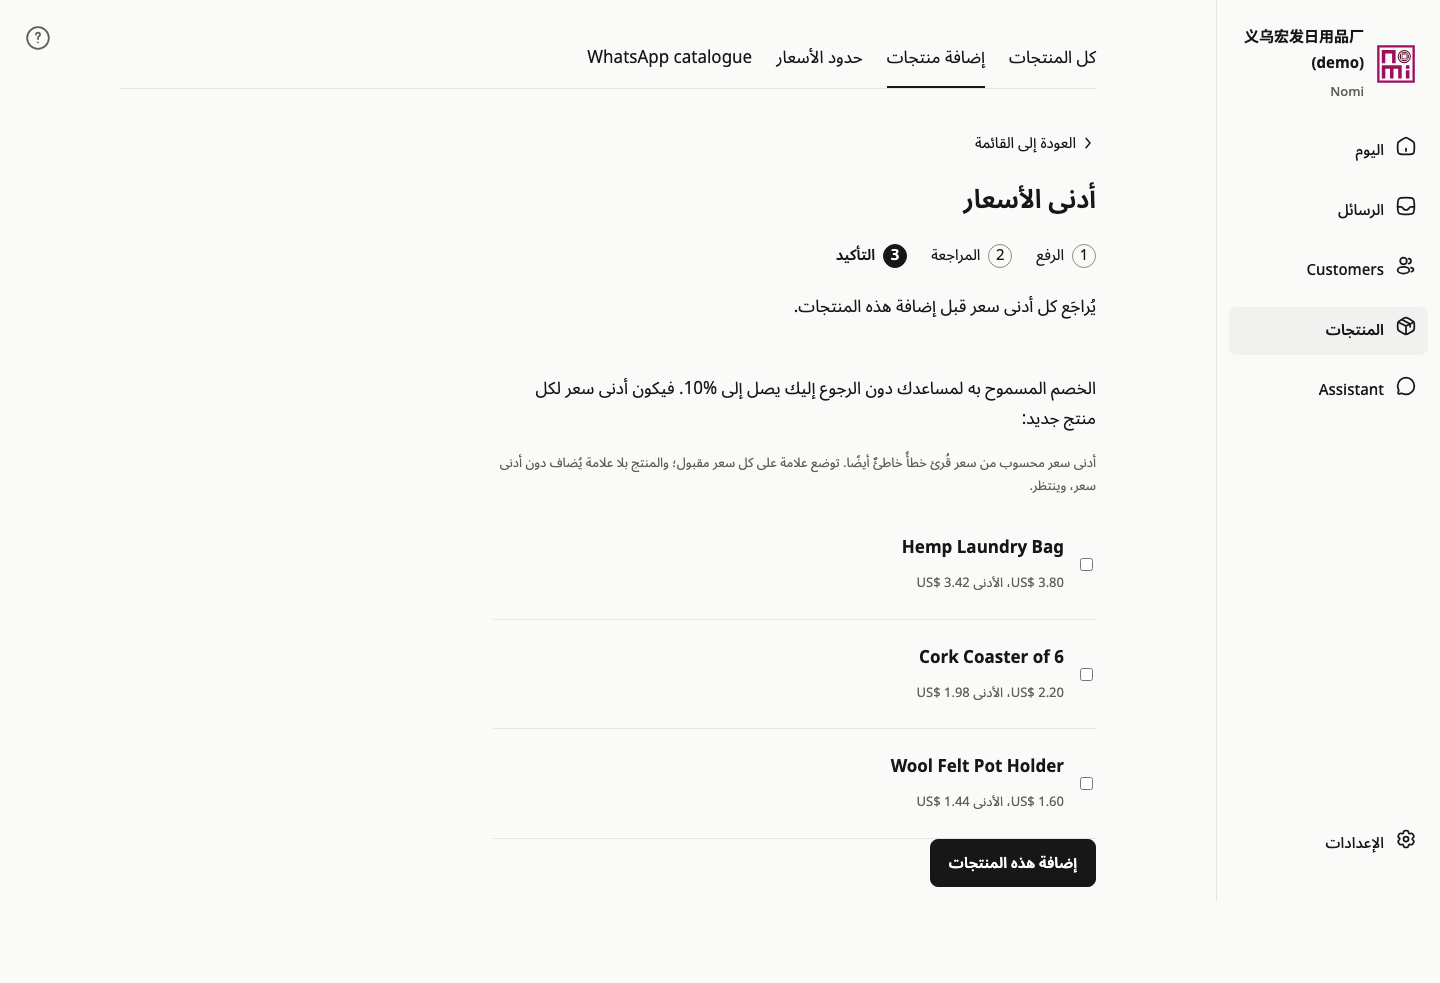 义乌宏发日用品厂
(demo)
Nomi
اليوم
الرسائل
Customers
المنتجات
Assistant
الإعدادات
كل المنتجات
إضافة منتجات
حدود الأسعار
WhatsApp catalogue
العودة إلى القائمة
أدنى الأسعار
1 الرفع
2 المراجعة
3 التأكيد
يُراجَع كل أدنى سعر قبل إضافة هذه المنتجات.
الخصم المسموح به لمساعدك دون الرجوع إليك يصل إلى 10%. فيكون أدنى سعر لكل
منتج جديد:
أدنى سعر محسوب من سعر قُرئ خطأً خاطئٌ أيضًا. توضع علامة على كل سعر مقبول؛ والمنتج بلا علامة يُضاف دون أدنى
سعر، وينتظر.
Hemp Laundry Bag
US$ 3.80، الأدنى US$ 3.42
Cork Coaster of 6
US$ 2.20، الأدنى US$ 1.98
Wool Felt Pot Holder
US$ 1.60، الأدنى US$ 1.44
إضافة هذه المنتجات